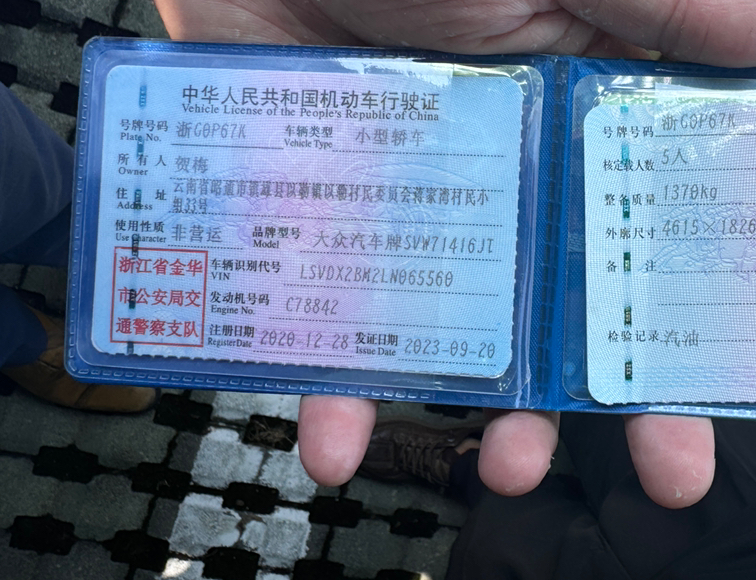 中华人民共和国机动车行驶证
Vehicle License of the People's Republic of China
号牌号码 浙G0P67K 车辆类型 小型轿车
Plate No. Vehicle Type
所有人 贺梅
Owner
住址 云南省昭通市镇雄县以勒镇以勒村民委员会蒋家湾村民小
Address 组33号
使用性质 非营运 品牌型号 大众汽车牌SVW71416JT
Use Character Model
浙江省金华
市公安局交
通警察支队
车辆识别代号 LSVDX2BM2LN065560
VIN
发动机号码 C78842
Engine No.
注册日期 2020-12-28 发证日期 2023-09-20
Register Date Issue Date
号牌号码 浙G0P67K
核定载人数 5人
整备质量 1370kg
外廓尺寸 4615×1826
备注
检验记录 汽油